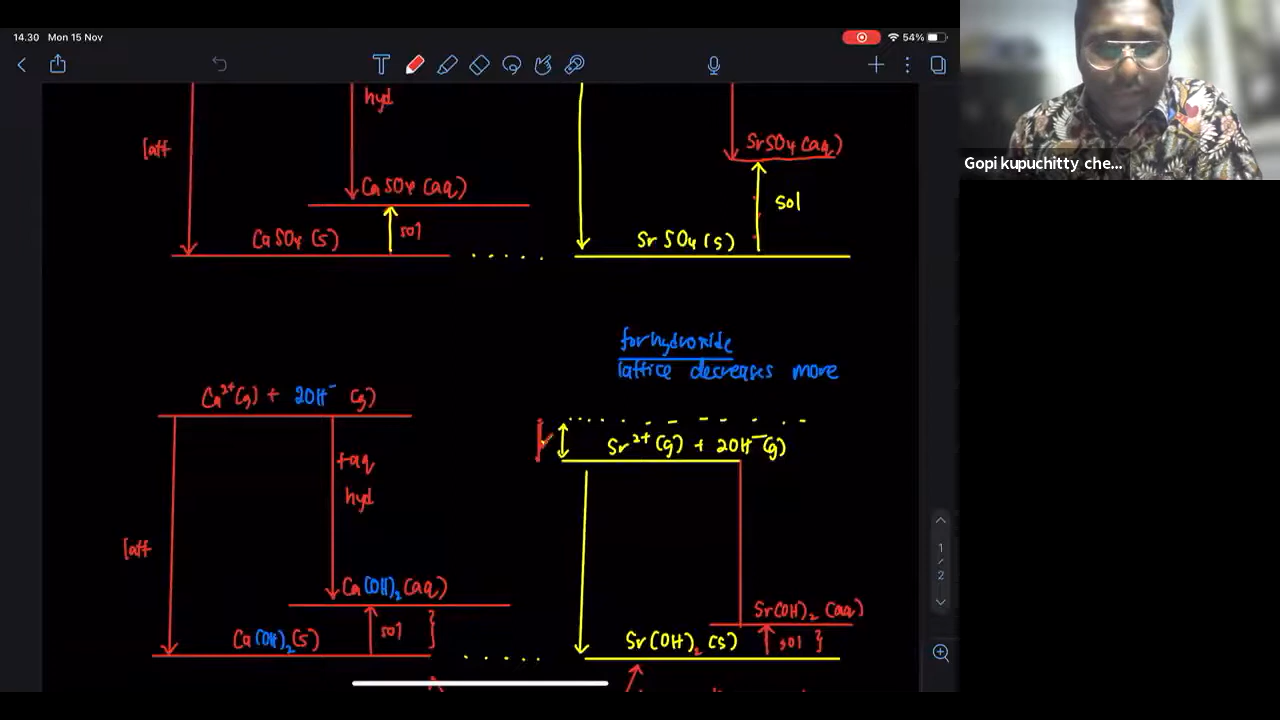 14.30 Mon 15 Nov
54%
Gopi kupuchitty che...
hyd
latt
SrSO4 (aq)
CaSO4 (aq)
sol
sol
CaSO4 (s)
SrSO4 (s)
for hydroxide
lattice decreases more
Ca²⁺(g) + 2OH⁻ (g)
Sr²⁺(g) + 2OH⁻(g)
+aq
hyd
latt
Ca(OH)₂ (aq)
Sr(OH)₂ (aq)
sol
sol
Ca(OH)₂(s)
Sr(OH)₂ (s)
1
/
2